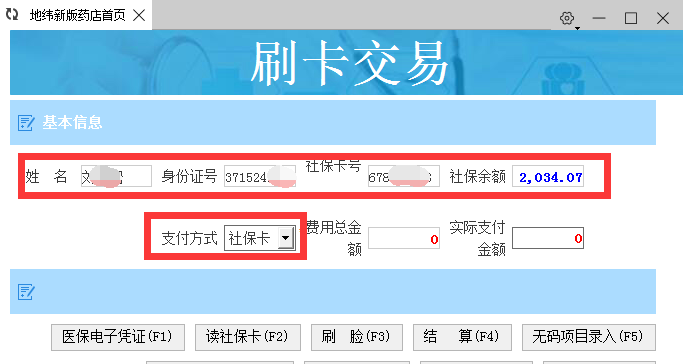 地纬新版药店首页
刷卡交易
基本信息
姓 名 身份证号 371524 社保卡号 678 社保余额 2,034.07
支付方式 社保卡 费用总金额 0 实际支付金额 0
医保电子凭证(F1) 读社保卡(F2) 刷 脸(F3) 结 算(F4) 无码项目录入(F5)